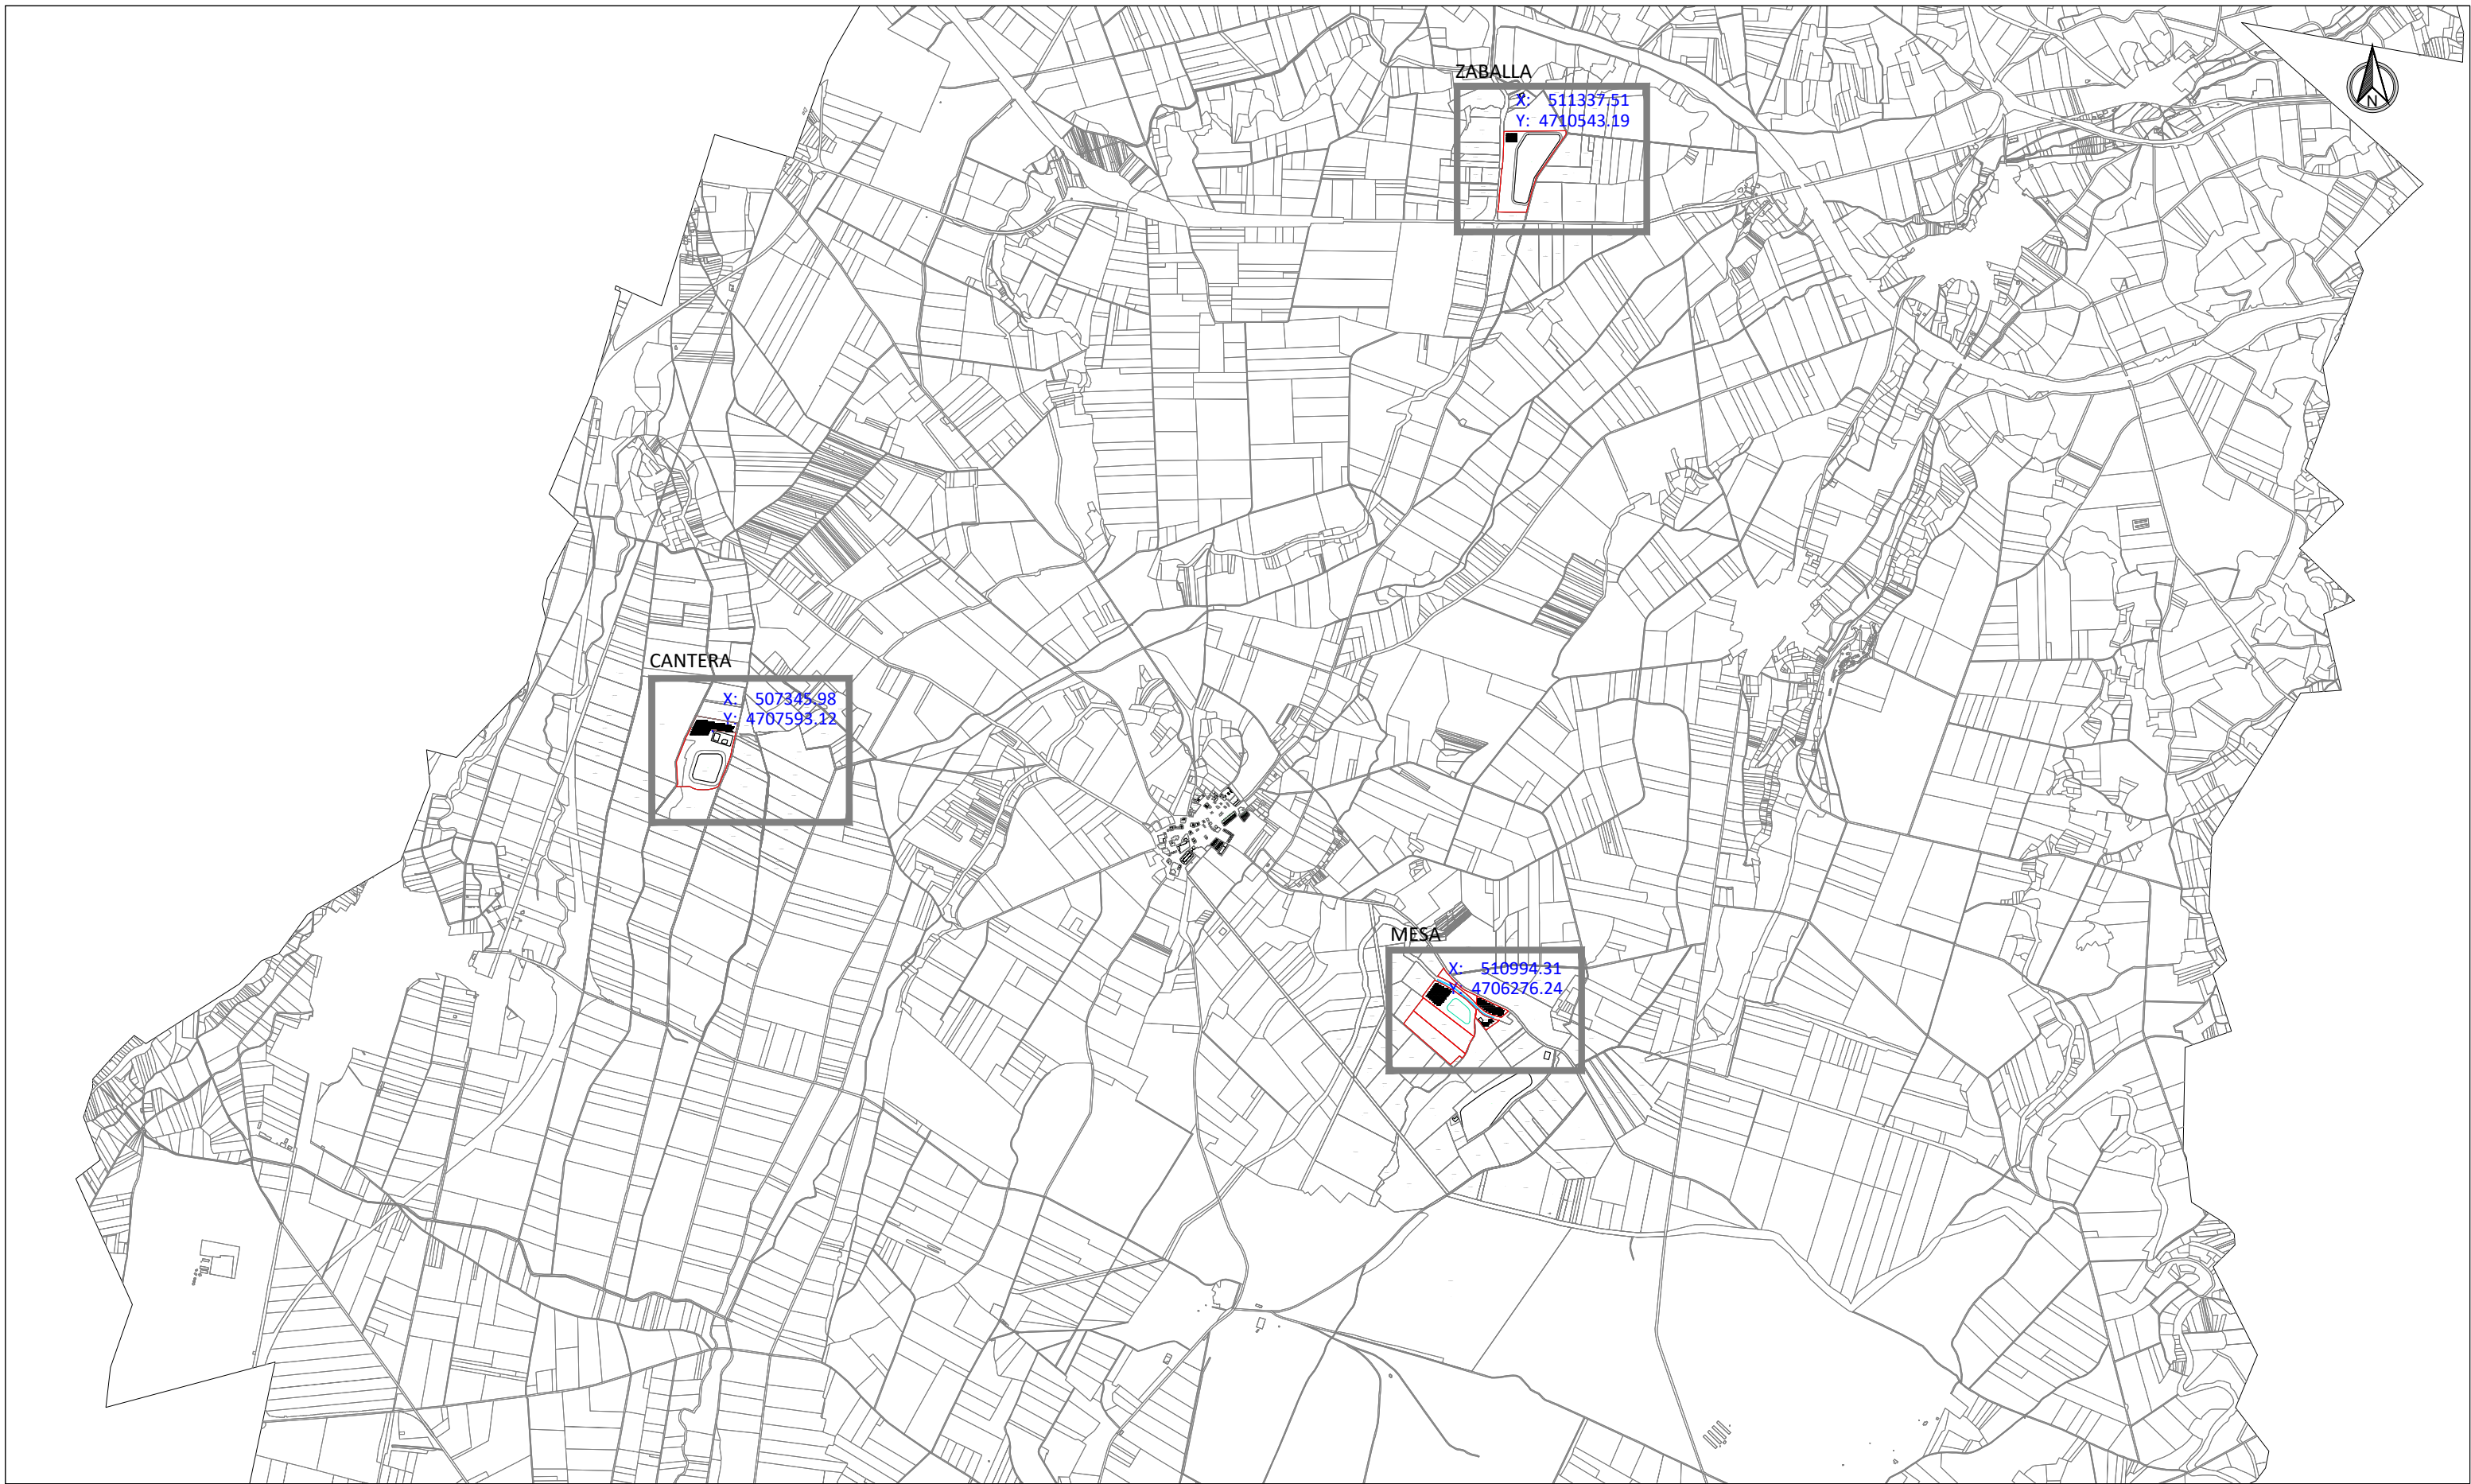 ZABALLA
X: 511337.51
Y: 4710543.19
N
CANTERA
X: 507345.98
Y: 4707593.12
MESA
X: 510994.31
Y: 4706276.24